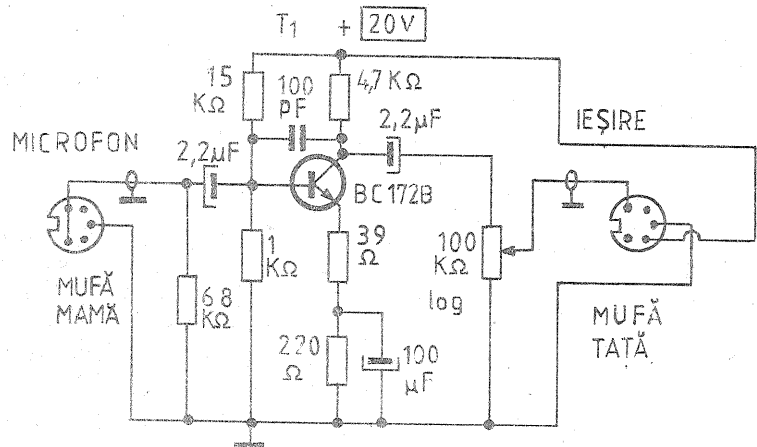 T1 + 20V
15 KΩ
100 pF
4,7 KΩ
2,2µF
IEȘIRE
MICROFON
2,2µF
BC172B
1 KΩ
39 Ω
100 KΩ log
MUFĂ MAMĂ
68 KΩ
220 Ω
100 µF
MUFĂ TATĂ